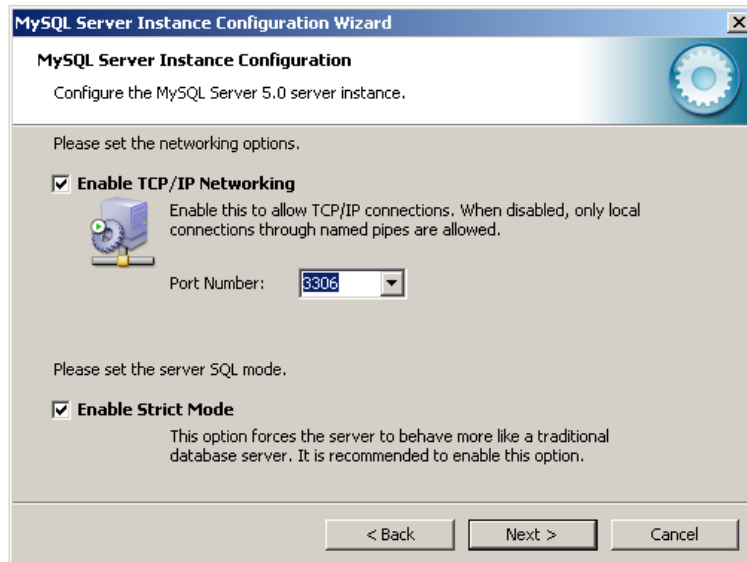 MySQL Server Instance Configuration Wizard
MySQL Server Instance Configuration
Configure the MySQL Server 5.0 server instance.
Please set the networking options.
Enable TCP/IP Networking
Enable this to allow TCP/IP connections. When disabled, only local
connections through named pipes are allowed.
Port Number: 3306
Please set the server SQL mode.
Enable Strict Mode
This option forces the server to behave more like a traditional
database server. It is recommended to enable this option.
< Back Next > Cancel